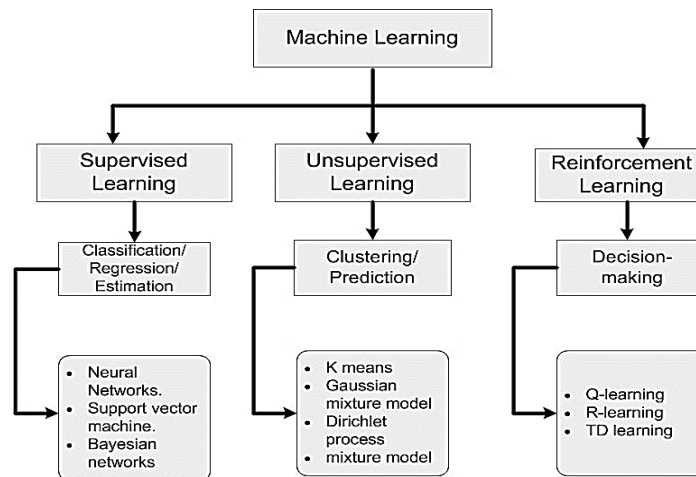 Machine Learning
Supervised
Learning
Unsupervised
Learning
Reinforcement
Learning
Classification/
Regression/
Estimation
Clustering/
Prediction
Decision-
making
• Neural
Networks.
• Support vector
machine.
• Bayesian
networks
• K means
• Gaussian
mixture model
• Dirichlet
process
• mixture model
• Q-learning
• R-learning
• TD learning